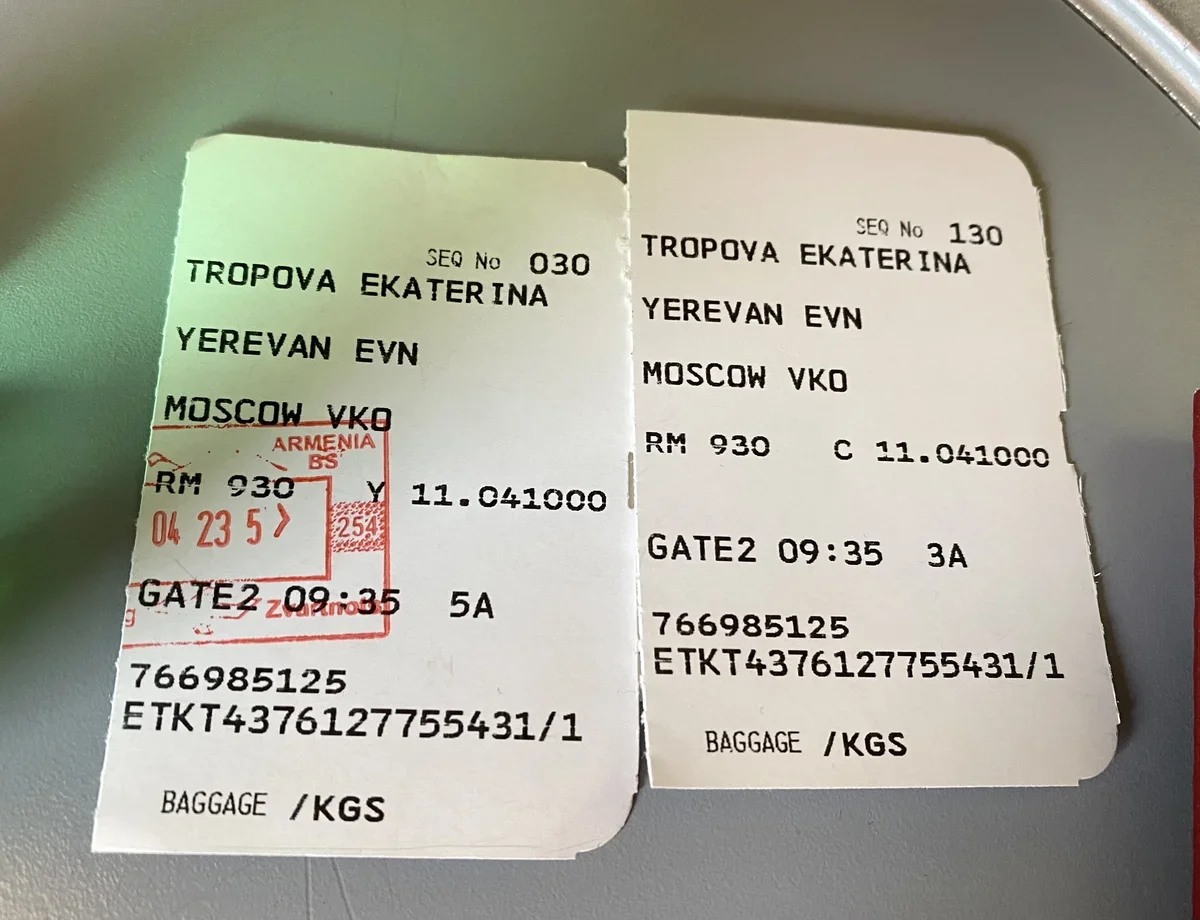 SEQ No 030
TROPOVA EKATERINA
YEREVAN EVN
MOSCOW VKO
ARMENIA
BS
RM 930 Y 11.041000
04 23 5
254
GATE2 09:35 5A
766985125
ETKT4376127755431/1
BAGGAGE /KGS
SEQ No 130
TROPOVA EKATERINA
YEREVAN EVN
MOSCOW VKO
RM 930 C 11.041000
GATE2 09:35 3A
766985125
ETKT4376127755431/1
BAGGAGE /KGS